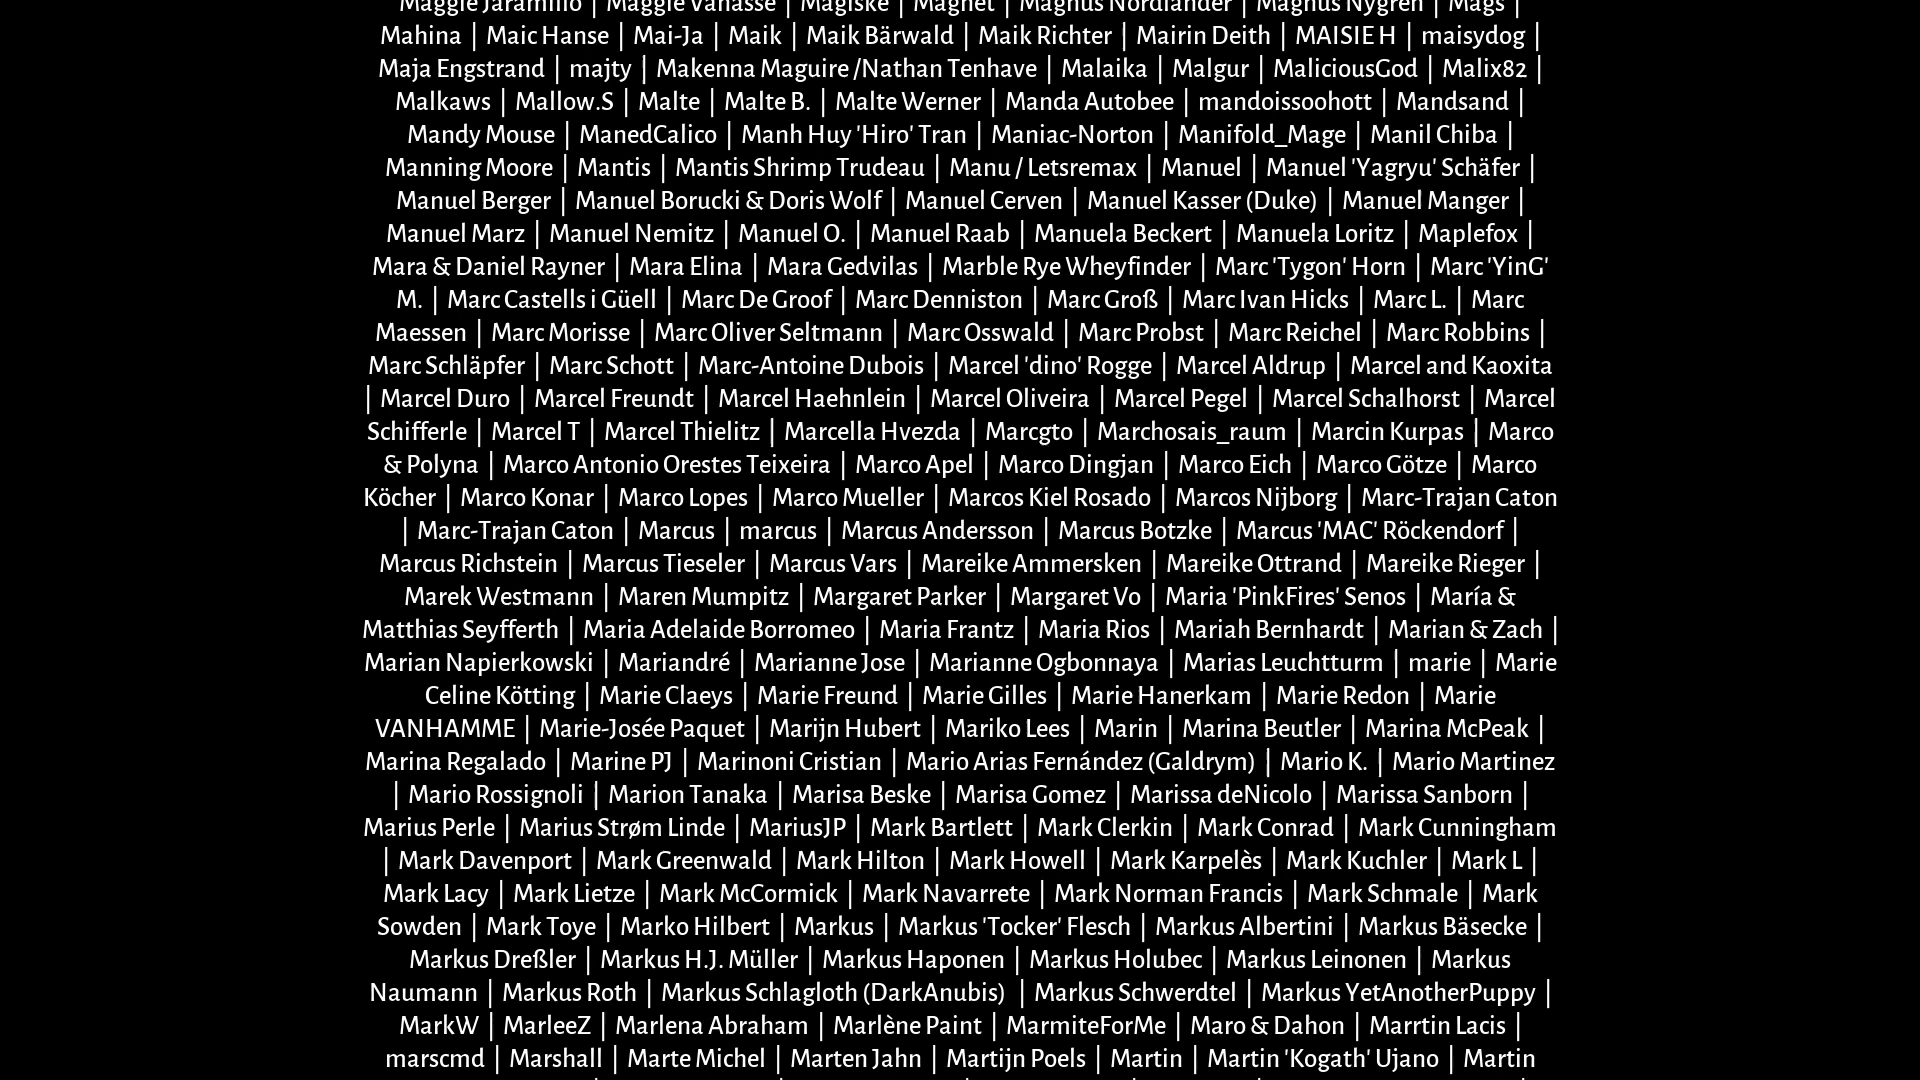 Maggie Jaramillo | Maggie Vanasse | Magiske | Magnet | Magnus Nordlander | Magnus Nygren | Mags |
Mahina | Maic Hanse | Mai-Ja | Maik | Maik Bärwald | Maik Richter | Mairin Deith | MAISIE H | maisydog |
Maja Engstrand | majty | Makenna Maguire /Nathan Tenhave | Malaika | Malgur | MaliciousGod | Malix82 |
Malkaws | Mallow.S | Malte | Malte B. | Malte Werner | Manda Autobee | mandoissoohott | Mandsand |
Mandy Mouse | ManedCalico | Manh Huy 'Hiro' Tran | Maniac-Norton | Manifold_Mage | Manil Chiba |
Manning Moore | Mantis | Mantis Shrimp Trudeau | Manu / Letsremax | Manuel | Manuel 'Yagryu' Schäfer |
Manuel Berger | Manuel Borucki & Doris Wolf | Manuel Cerven | Manuel Kasser (Duke) | Manuel Manger |
Manuel Marz | Manuel Nemitz | Manuel O. | Manuel Raab | Manuela Beckert | Manuela Loritz | Maplefox |
Mara & Daniel Rayner | Mara Elina | Mara Gedvilas | Marble Rye Wheyfinder | Marc 'Tygon' Horn | Marc 'YinG'
M. | Marc Castells i Güell | Marc De Groof | Marc Denniston | Marc Groß | Marc Ivan Hicks | Marc L. | Marc
Maessen | Marc Morisse | Marc Oliver Seltmann | Marc Osswald | Marc Probst | Marc Reichel | Marc Robbins |
Marc Schläpfer | Marc Schott | Marc-Antoine Dubois | Marcel 'dino' Rogge | Marcel Aldrup | Marcel and Kaoxita
| Marcel Duro | Marcel Freundt | Marcel Haehnlein | Marcel Oliveira | Marcel Pegel | Marcel Schalhorst | Marcel
Schifferle | Marcel T | Marcel Thielitz | Marcella Hvezda | Marcgto | Marchosais_raum | Marcin Kurpas | Marco
& Polyna | Marco Antonio Orestes Teixeira | Marco Apel | Marco Dingjan | Marco Eich | Marco Götze | Marco
Köcher | Marco Konar | Marco Lopes | Marco Mueller | Marcos Kiel Rosado | Marcos Nijborg | Marc-Trajan Caton
| Marc-Trajan Caton | Marcus | marcus | Marcus Andersson | Marcus Botzke | Marcus 'MAC' Röckendorf |
Marcus Richstein | Marcus Tieseler | Marcus Vars | Mareike Ammersken | Mareike Ottrand | Mareike Rieger |
Marek Westmann | Maren Mumpitz | Margaret Parker | Margaret Vo | Maria 'PinkFires' Senos | María &
Matthias Seyfferth | Maria Adelaide Borromeo | Maria Frantz | Maria Rios | Mariah Bernhardt | Marian & Zach |
Marian Napierkowski | Mariandré | Marianne Jose | Marianne Ogbonnaya | Marias Leuchtturm | marie | Marie
Celine Kötting | Marie Claeys | Marie Freund | Marie Gilles | Marie Hanerkam | Marie Redon | Marie
VANHAMME | Marie-Josée Paquet | Marijn Hubert | Mariko Lees | Marin | Marina Beutler | Marina McPeak |
Marina Regalado | Marine PJ | Marinoni Cristian | Mario Arias Fernández (Galdrym) | Mario K. | Mario Martinez
| Mario Rossignoli | Marion Tanaka | Marisa Beske | Marisa Gomez | Marissa deNicolo | Marissa Sanborn |
Marius Perle | Marius Strøm Linde | MariusJP | Mark Bartlett | Mark Clerkin | Mark Conrad | Mark Cunningham
| Mark Davenport | Mark Greenwald | Mark Hilton | Mark Howell | Mark Karpelès | Mark Kuchler | Mark L |
Mark Lacy | Mark Lietze | Mark McCormick | Mark Navarrete | Mark Norman Francis | Mark Schmale | Mark
Sowden | Mark Toye | Marko Hilbert | Markus | Markus 'Tocker' Flesch | Markus Albertini | Markus Bäsecke |
Markus Dreßler | Markus H.J. Müller | Markus Haponen | Markus Holubec | Markus Leinonen | Markus
Naumann | Markus Roth | Markus Schlagloth (DarkAnubis) | Markus Schwerdtel | Markus YetAnotherPuppy |
MarkW | MarleeZ | Marlena Abraham | Marlène Paint | MarmiteForMe | Maro & Dahon | Marrtin Lacis |
marscmd | Marshall | Marte Michel | Marten Jahn | Martijn Poels | Martin | Martin 'Kogath' Ujano | Martin